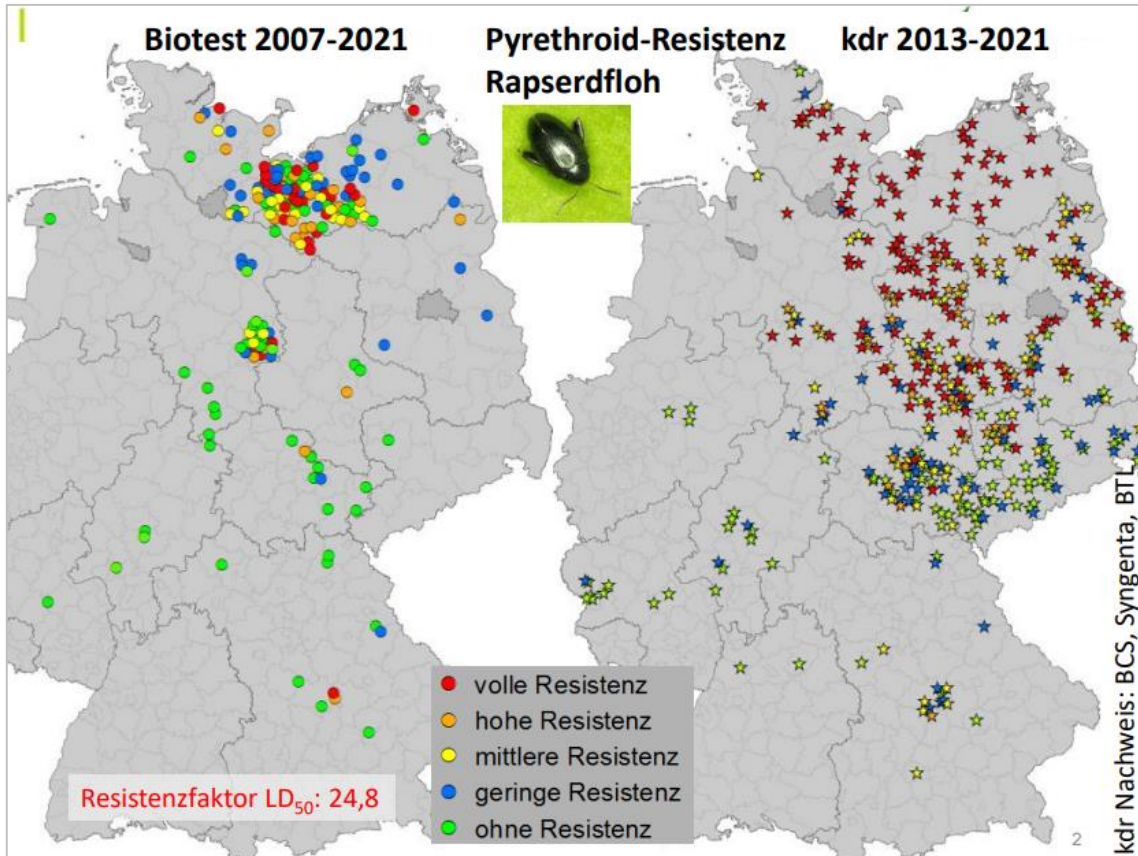 Biotest 2007-2021
Pyrethroid-Resistenz
Rapserdfloh
kdr 2013-2021
volle Resistenz
hohe Resistenz
mittlere Resistenz
geringe Resistenz
ohne Resistenz
Resistenzfaktor LD50: 24,8
kdr Nachweis: BCS, Syngenta, BTL
2